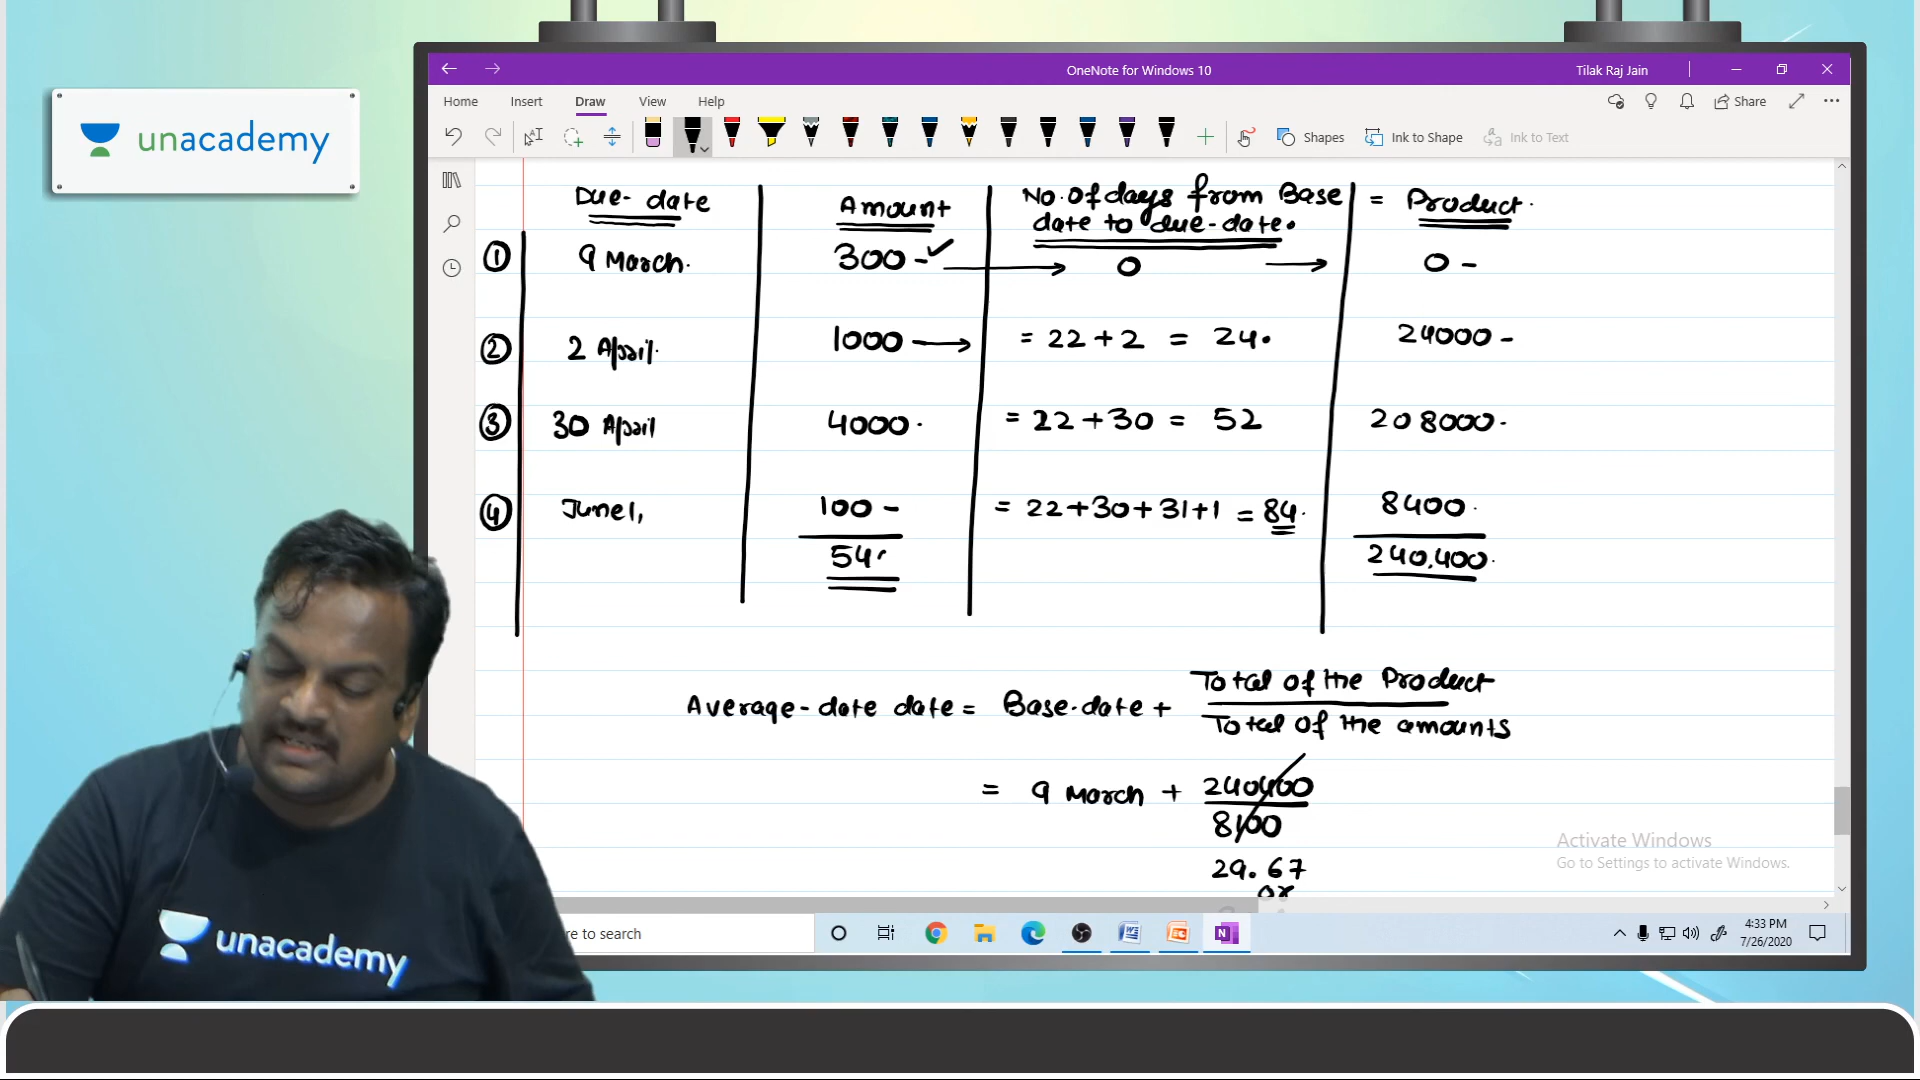 OneNote for Windows 10
Tilak Raj Jain
unacademy
Home Insert Draw View Help
Share
Shapes Ink to Shape Ink to Text
Due-date Amount No. of days from Base date to due-date. = Product.
① 9 March. 300 - ✓ → 0 → 0 -
② 2 April. 1000 → = 22 + 2 = 24. 24000 -
③ 30 April 4000. = 22 + 30 = 52 208000.
④ June 1, 100 - = 22 + 30 + 31 + 1 = 84. 8400.
54 240,400.
Average-date date = Base-date + Total of the Product
Total of the amounts
= 9 March + 240400
8100
29.67
or
Activate Windows
Go to Settings to activate Windows.
unacademy
re to search
4:33 PM
7/26/2020